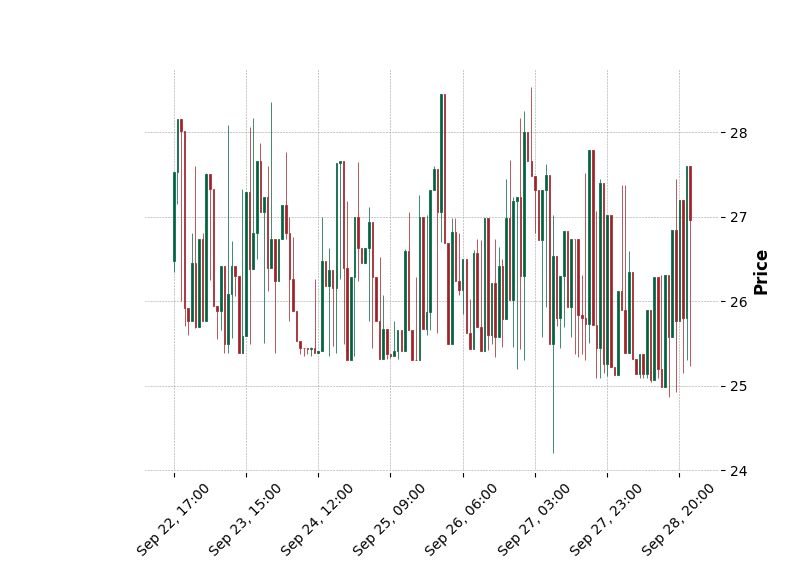 28
27
26
25
24
Price
Sep 22, 17:00
Sep 23, 15:00
Sep 24, 12:00
Sep 25, 09:00
Sep 26, 06:00
Sep 27, 03:00
Sep 27, 23:00
Sep 28, 20:00